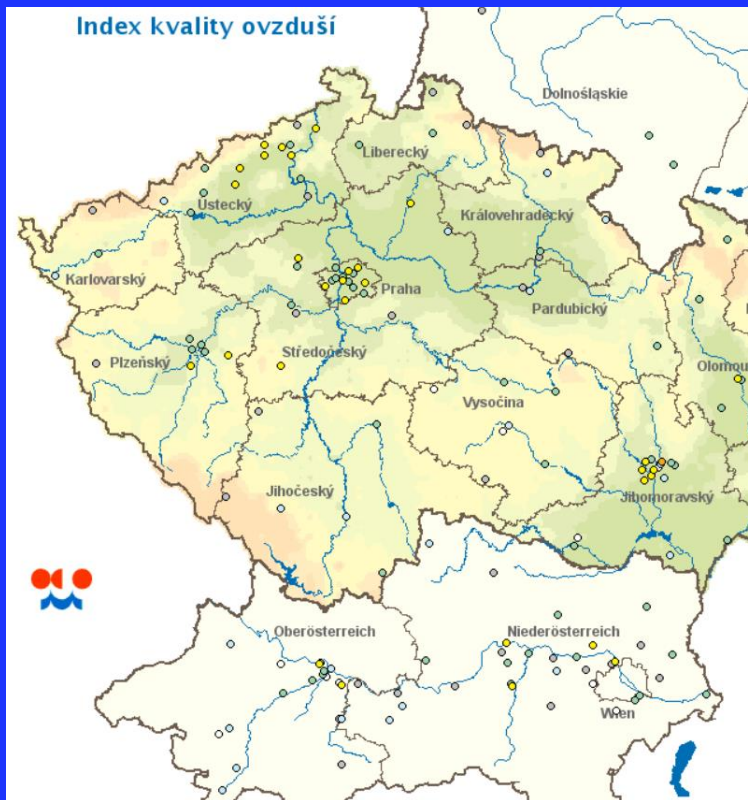 Index kvality ovzduší
Dolnośląskie
Liberecký
Ústecký
Královehradecký
Karlovarský
Praha
Pardubický
Plzeňský
Středočeský
Olomou
Vysočina
Jihočeský
Jihomoravský
Oberösterreich
Niederösterreich
Wien